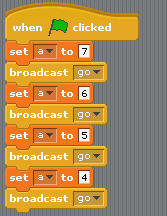 when clicked
set a to 7
broadcast go
set a to 6
broadcast go
set a to 5
broadcast go
set a to 4
broadcast go